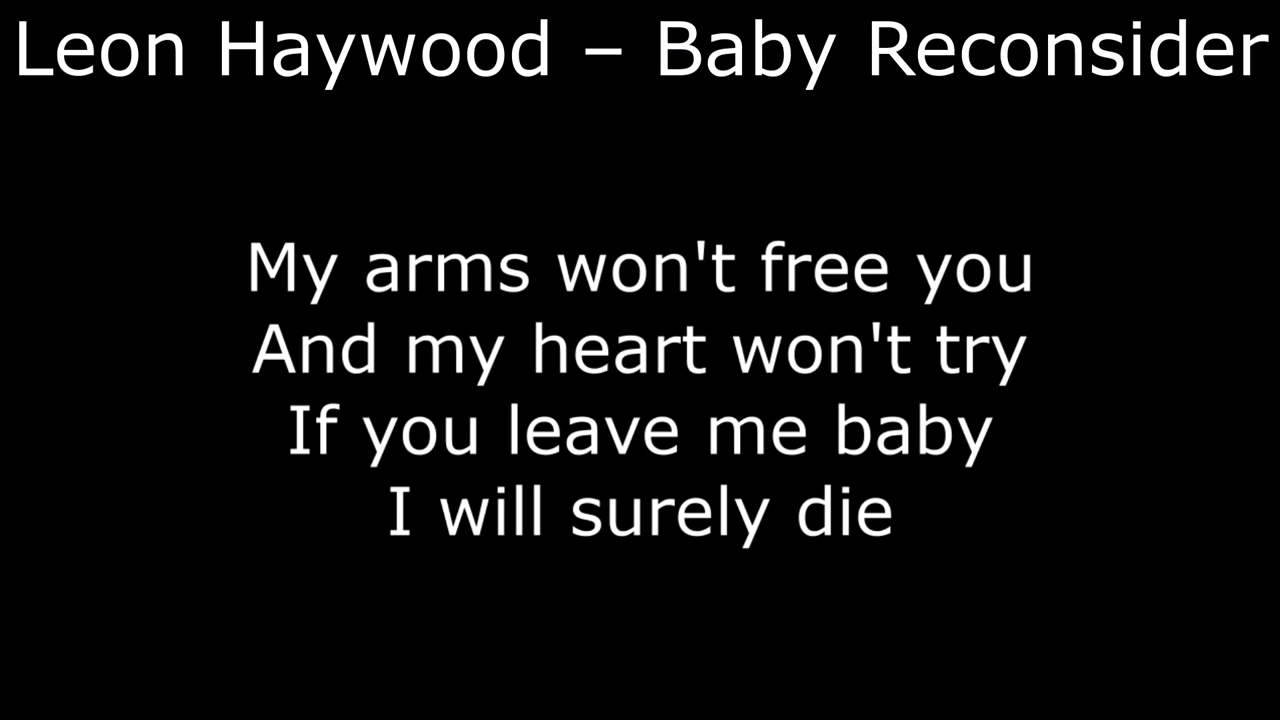 Leon Haywood – Baby Reconsider
My arms won't free you
And my heart won't try
If you leave me baby
I will surely die